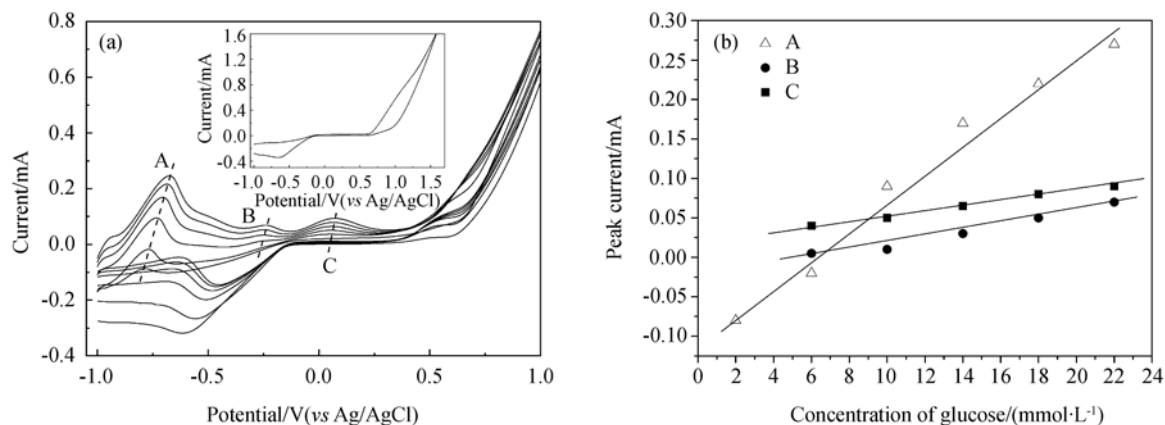 (a)
0.8
0.6
0.4
0.2
0.0
-0.2
-0.4
Current/mA
-1.0
-0.5
0.0
0.5
1.0
Potential/V(vs Ag/AgCl)
A
B
C
1.6
1.2
0.8
0.4
0.0
-0.4
Current/mA
-1.0 -0.5 0.0 0.5 1.0 1.5
Potential/V(vs Ag/AgCl)
(b)
A
B
C
0.30
0.25
0.20
0.15
0.10
0.05
0.00
-0.05
-0.10
Peak current/mA
2 4 6 8 10 12 14 16 18 20 22 24
Concentration of glucose/(mmol·L⁻¹)